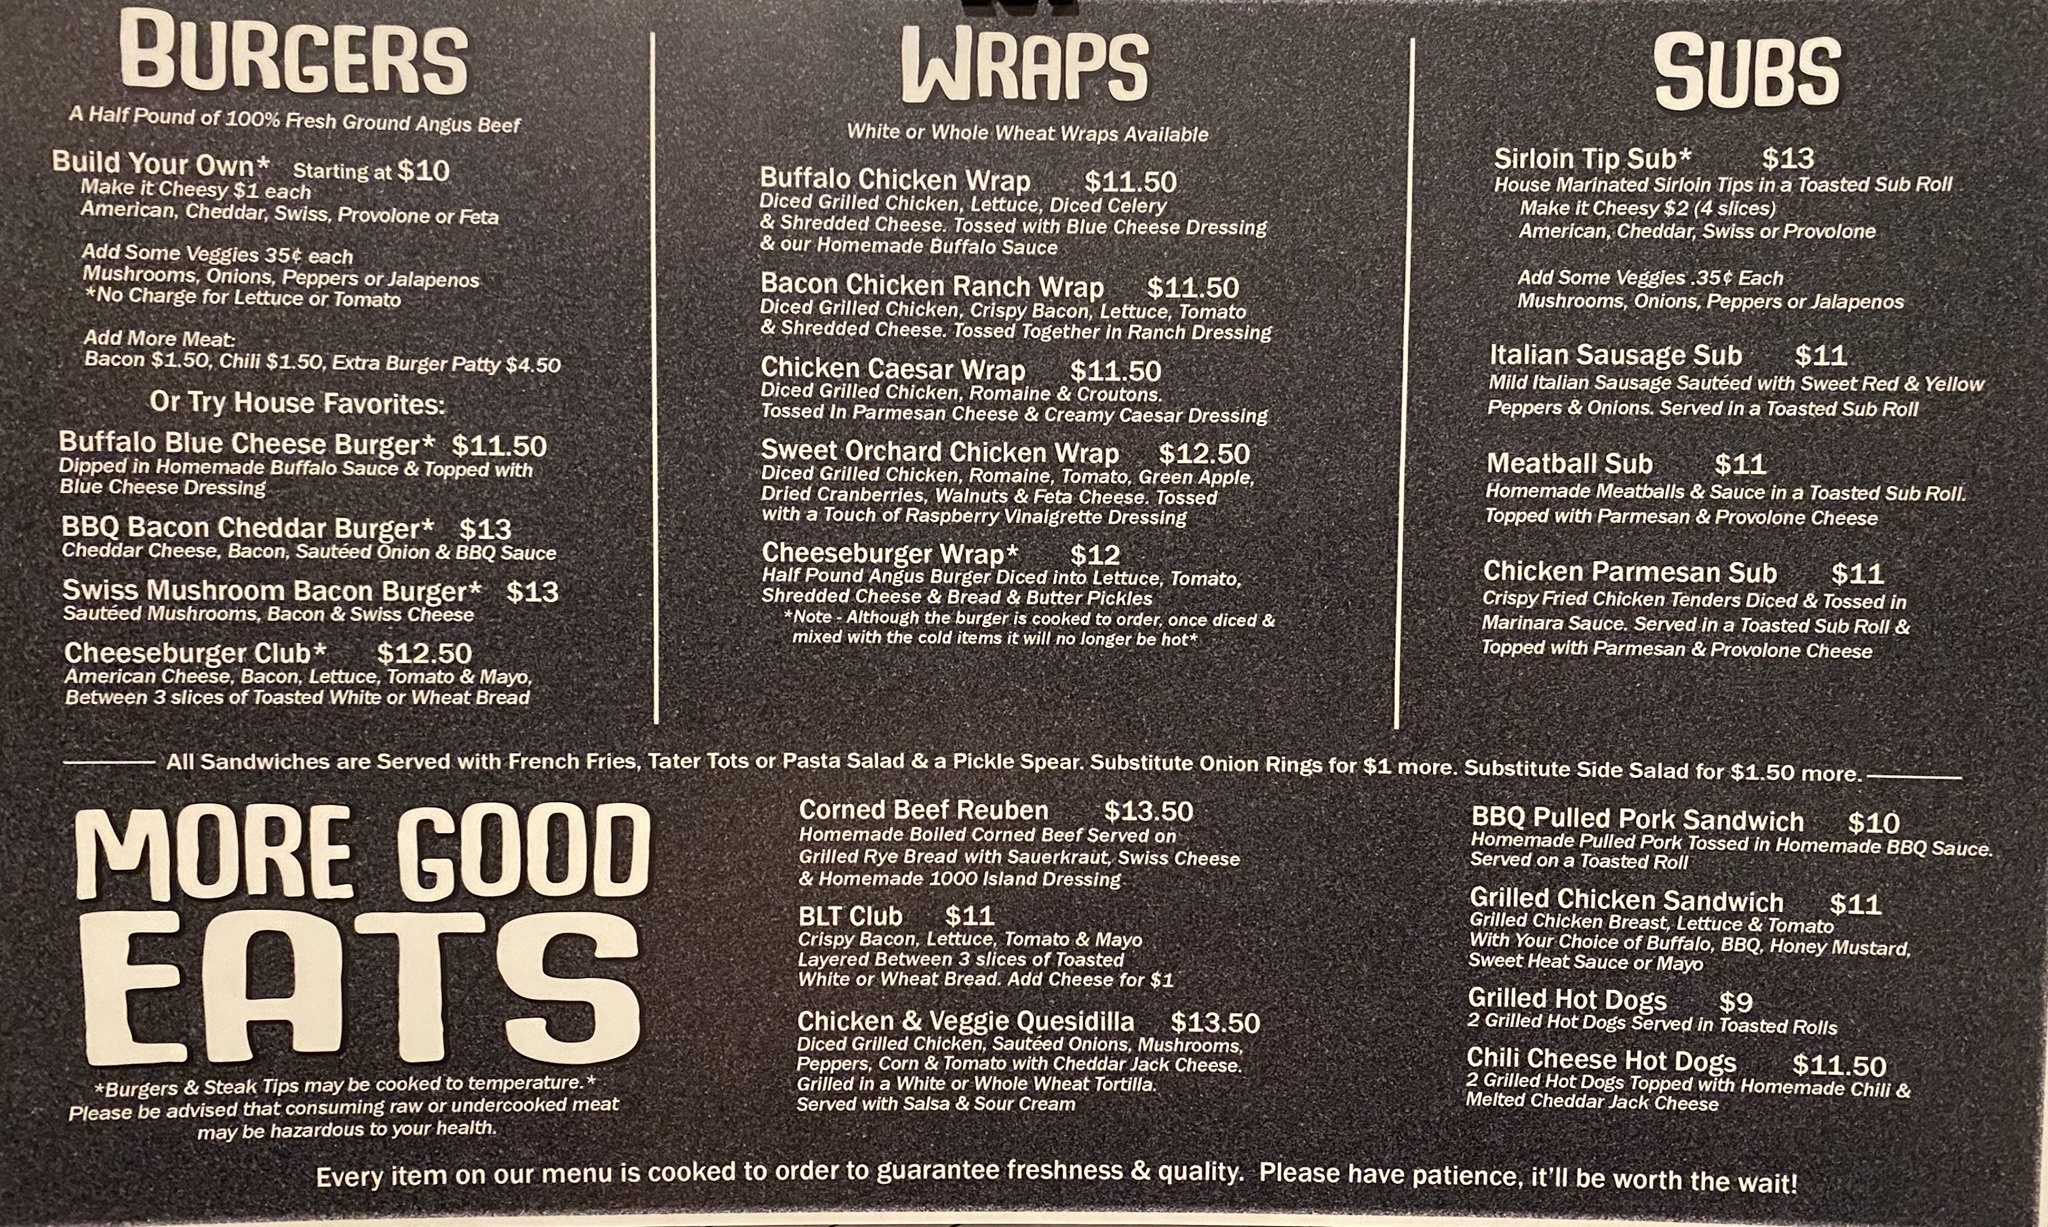 BURGERS
A Half Pound of 100% Fresh Ground Angus Beef
Build Your Own* Starting at $10
Make it Cheesy $1 each
American, Cheddar, Swiss, Provolone or Feta
Add Some Veggies 35¢ each
Mushrooms, Onions, Peppers or Jalapenos
*No Charge for Lettuce or Tomato
Add More Meat:
Bacon $1.50, Chili $1.50, Extra Burger Patty $4.50
Or Try House Favorites:
Buffalo Blue Cheese Burger* $11.50
Dipped in Homemade Buffalo Sauce & Topped with
Blue Cheese Dressing
BBQ Bacon Cheddar Burger* $13
Cheddar Cheese, Bacon, Sautéed Onion & BBQ Sauce
Swiss Mushroom Bacon Burger* $13
Sautéed Mushrooms, Bacon & Swiss Cheese
Cheeseburger Club* $12.50
American Cheese, Bacon, Lettuce, Tomato & Mayo,
Between 3 slices of Toasted White or Wheat Bread
WRAPS
White or Whole Wheat Wraps Available
Buffalo Chicken Wrap $11.50
Diced Grilled Chicken, Lettuce, Diced Celery
& Shredded Cheese. Tossed with Blue Cheese Dressing
& our Homemade Buffalo Sauce
Bacon Chicken Ranch Wrap $11.50
Diced Grilled Chicken, Crispy Bacon, Lettuce, Tomato
& Shredded Cheese. Tossed Together in Ranch Dressing
Chicken Caesar Wrap $11.50
Diced Grilled Chicken, Romaine & Croutons.
Tossed In Parmesan Cheese & Creamy Caesar Dressing
Sweet Orchard Chicken Wrap $12.50
Diced Grilled Chicken, Romaine, Tomato, Green Apple,
Dried Cranberries, Walnuts & Feta Cheese. Tossed
with a Touch of Raspberry Vinaigrette Dressing
Cheeseburger Wrap* $12
Half Pound Angus Burger Diced into Lettuce, Tomato,
Shredded Cheese & Bread & Butter Pickles
*Note - Although the burger is cooked to order, once diced &
mixed with the cold items it will no longer be hot*
SUBS
Sirloin Tip Sub* $13
House Marinated Sirloin Tips in a Toasted Sub Roll
Make it Cheesy $2 (4 slices)
American, Cheddar, Swiss or Provolone
Add Some Veggies .35¢ Each
Mushrooms, Onions, Peppers or Jalapenos
Italian Sausage Sub $11
Mild Italian Sausage Sautéed with Sweet Red & Yellow
Peppers & Onions. Served in a Toasted Sub Roll
Meatball Sub $11
Homemade Meatballs & Sauce in a Toasted Sub Roll.
Topped with Parmesan & Provolone Cheese
Chicken Parmesan Sub $11
Crispy Fried Chicken Tenders Diced & Tossed in
Marinara Sauce. Served in a Toasted Sub Roll &
Topped with Parmesan & Provolone Cheese
All Sandwiches are Served with French Fries, Tater Tots or Pasta Salad & a Pickle Spear. Substitute Onion Rings for $1 more. Substitute Side Salad for $1.50 more.
MORE GOOD
EATS
*Burgers & Steak Tips may be cooked to temperature.*
Please be advised that consuming raw or undercooked meat
may be hazardous to your health.
Corned Beef Reuben $13.50
Homemade Boiled Corned Beef Served on
Grilled Rye Bread with Sauerkraut, Swiss Cheese
& Homemade 1000 Island Dressing
BLT Club $11
Crispy Bacon, Lettuce, Tomato & Mayo
Layered Between 3 slices of Toasted
White or Wheat Bread. Add Cheese for $1
Chicken & Veggie Quesidilla $13.50
Diced Grilled Chicken, Sautéed Onions, Mushrooms,
Peppers, Corn & Tomato with Cheddar Jack Cheese.
Grilled in a White or Whole Wheat Tortilla.
Served with Salsa & Sour Cream
BBQ Pulled Pork Sandwich $10
Homemade Pulled Pork Tossed in Homemade BBQ Sauce.
Served on a Toasted Roll
Grilled Chicken Sandwich $11
Grilled Chicken Breast, Lettuce & Tomato
With Your Choice of Buffalo, BBQ, Honey Mustard,
Sweet Heat Sauce or Mayo
Grilled Hot Dogs $9
2 Grilled Hot Dogs Served in Toasted Rolls
Chili Cheese Hot Dogs $11.50
2 Grilled Hot Dogs Topped with Homemade Chili &
Melted Cheddar Jack Cheese
Every item on our menu is cooked to order to guarantee freshness & quality. Please have patience, it'll be worth the wait!